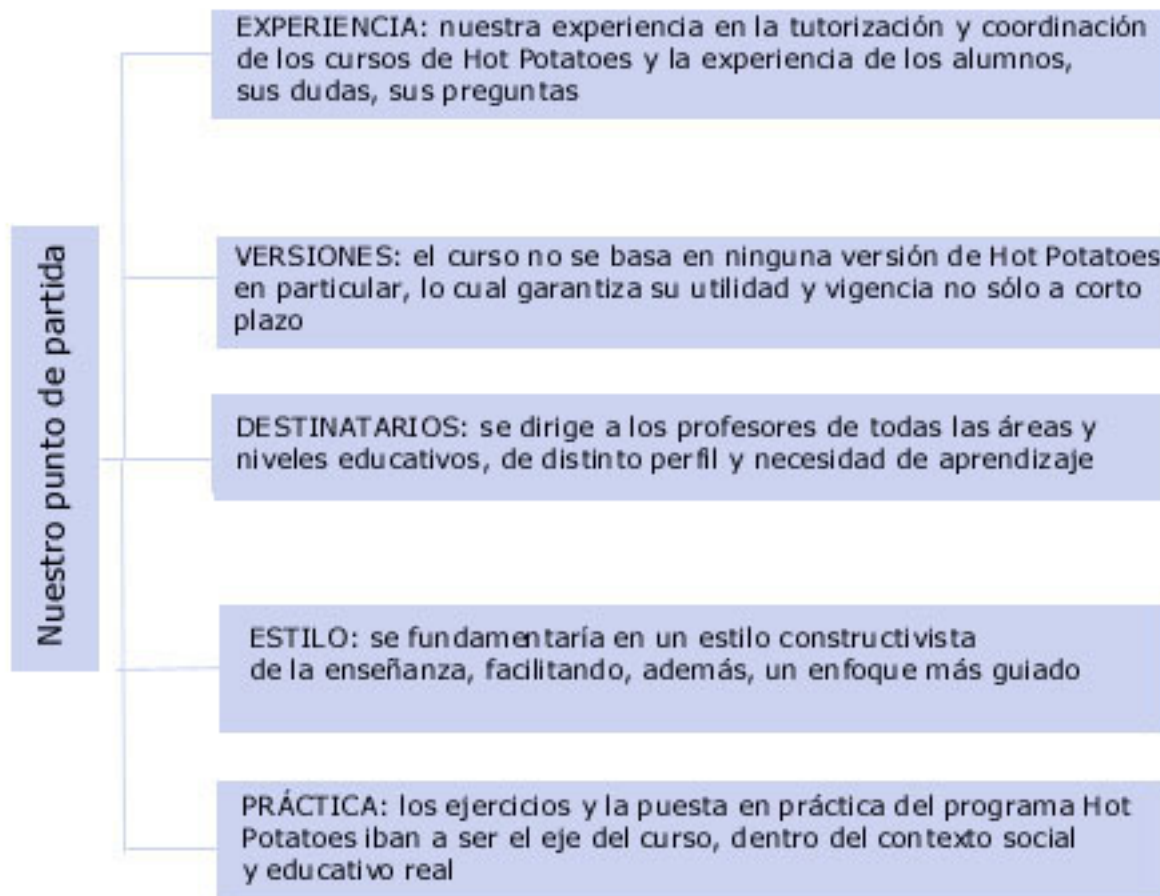 Nuestro punto de partida
EXPERIENCIA: nuestra experiencia en la tutorización y coordinación
de los cursos de Hot Potatoes y la experiencia de los alumnos,
sus dudas, sus preguntas
VERSIONES: el curso no se basa en ninguna versión de Hot Potatoes
en particular, lo cual garantiza su utilidad y vigencia no sólo a corto
plazo
DESTINATARIOS: se dirige a los profesores de todas las áreas y
niveles educativos, de distinto perfil y necesidad de aprendizaje
ESTILO: se fundamentaría en un estilo constructivista
de la enseñanza, facilitando, además, un enfoque más guiado
PRÁCTICA: los ejercicios y la puesta en práctica del programa Hot
Potatoes iban a ser el eje del curso, dentro del contexto social
y educativo real